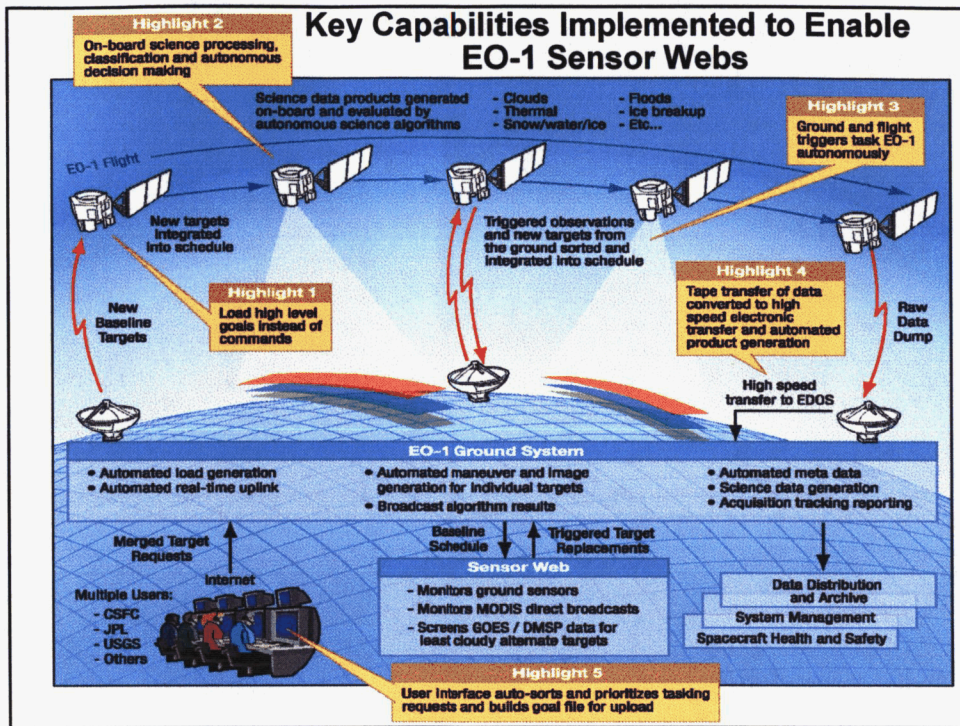 Key Capabilities Implemented to Enable
EO-1 Sensor Webs
Highlight 2
On-board science processing,
classification and autonomous
decision making
Science data products generated
on-board and evaluated by
autonomous science algorithms
- Clouds
- Thermal
- Snow/water/ice
- Floods
- Ice breakup
- Etc...
Highlight 3
Ground and flight
triggers task EO-1
autonomously
EO-1 Flight
New targets
integrated
into schedule
Triggered observations
and new targets from
the ground sorted and
integrated into schedule
Highlight 1
Load high level
goals instead of
commands
Highlight 4
Tape transfer of data
converted to high
speed electronic
transfer and automated
product generation
New
Baseline
Targets
Raw
Data
Dump
High speed
transfer to EDOS
EO-1 Ground System
• Automated load generation
• Automated real-time uplink
• Automated maneuver and image
generation for individual targets
• Broadcast algorithm results
• Automated meta data
• Science data generation
• Acquisition tracking reporting
Merged Target
Requests
Baseline
Schedule
Triggered Target
Replacements
Internet
Multiple Users:
- CSFC
- JPL
- USGS
- Others
Sensor Web
- Monitors ground sensors
- Monitors MODIS direct broadcasts
- Screens GOES / DMSP data for
least cloudy alternate targets
Data Distribution
and Archive
System Management
Spacecraft Health and Safety
Highlight 5
User interface auto-sorts and prioritizes tasking
requests and builds goal file for upload